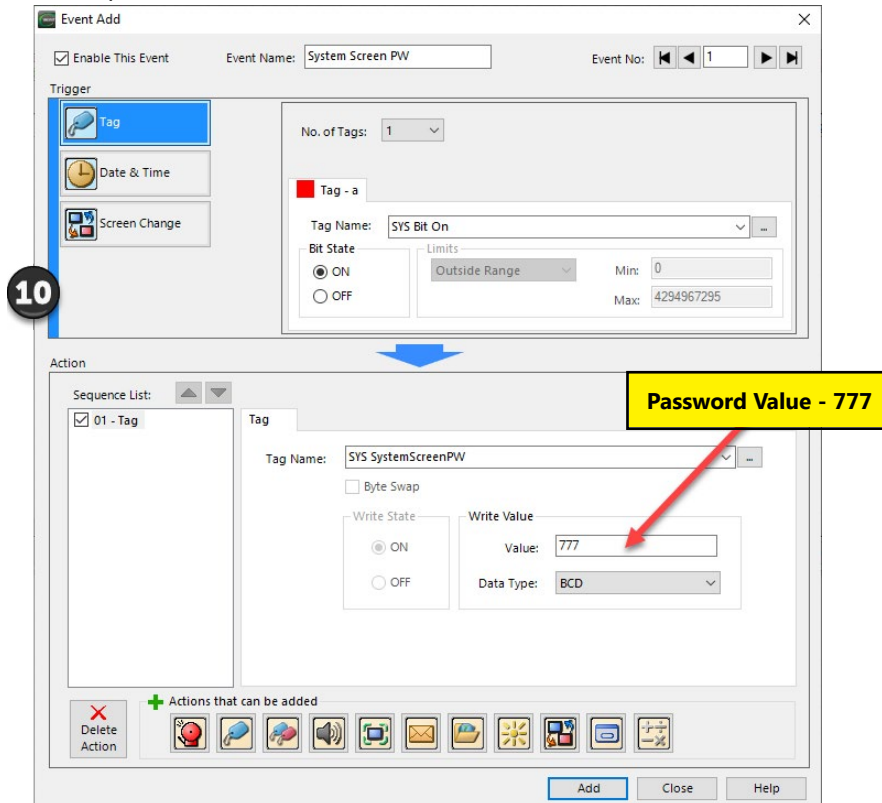 Event Add
Enable This Event Event Name: System Screen PW Event No: 1
Trigger
Tag
Date & Time
Screen Change
No. of Tags: 1
Tag - a
Tag Name: SYS Bit On ...
Bit State Limits
ON Outside Range Min: 0
OFF Max: 4294967295
10
Action
Sequence List:
Password Value - 777
01 - Tag Tag
Tag Name: SYS SystemScreenPW ...
Byte Swap
Write State Write Value
ON Value: 777
OFF Data Type: BCD
Actions that can be added
Delete
Action
Add Close Help